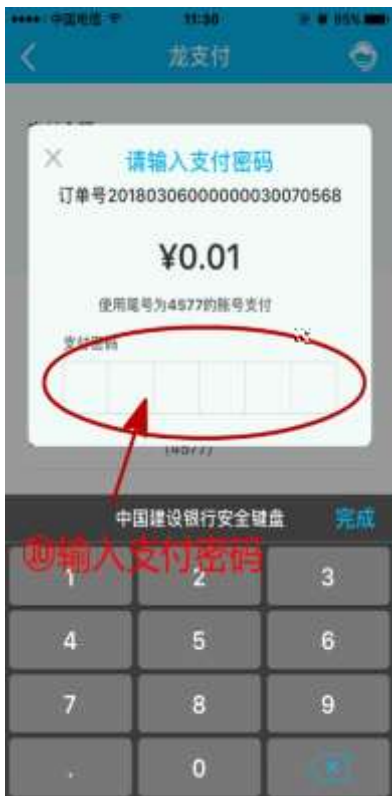 中国电信 11:30 95%
龙支付
请输入支付密码
订单号20180306000000030070568
¥0.01
使用尾号为4577的账号支付
支付密码
(4577)
中国建设银行安全键盘 完成
⑩输入支付密码
1 2 3
4 5 6
7 8 9
. 0